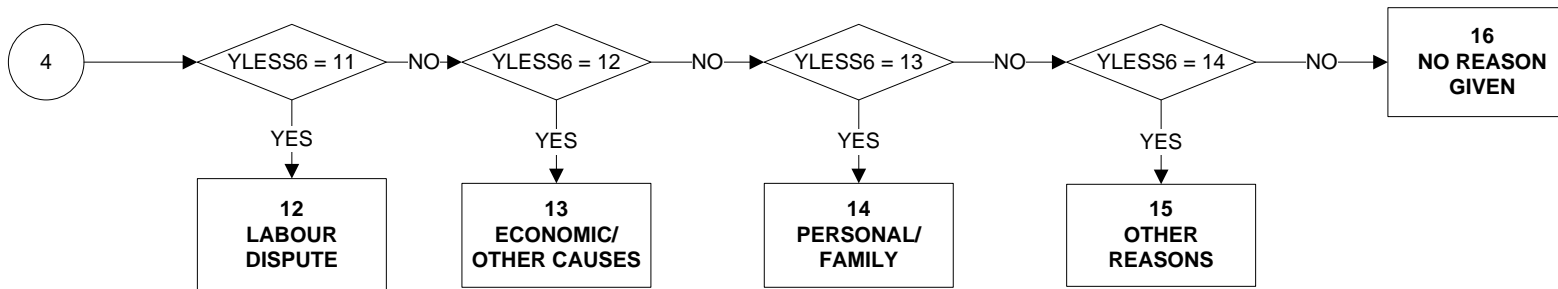 4
YLESS6 = 11
NO
YLESS6 = 12
NO
YLESS6 = 13
NO
YLESS6 = 14
NO
16
NO REASON
GIVEN
YES
YES
YES
YES
12
LABOUR
DISPUTE
13
ECONOMIC/
OTHER CAUSES
14
PERSONAL/
FAMILY
15
OTHER
REASONS